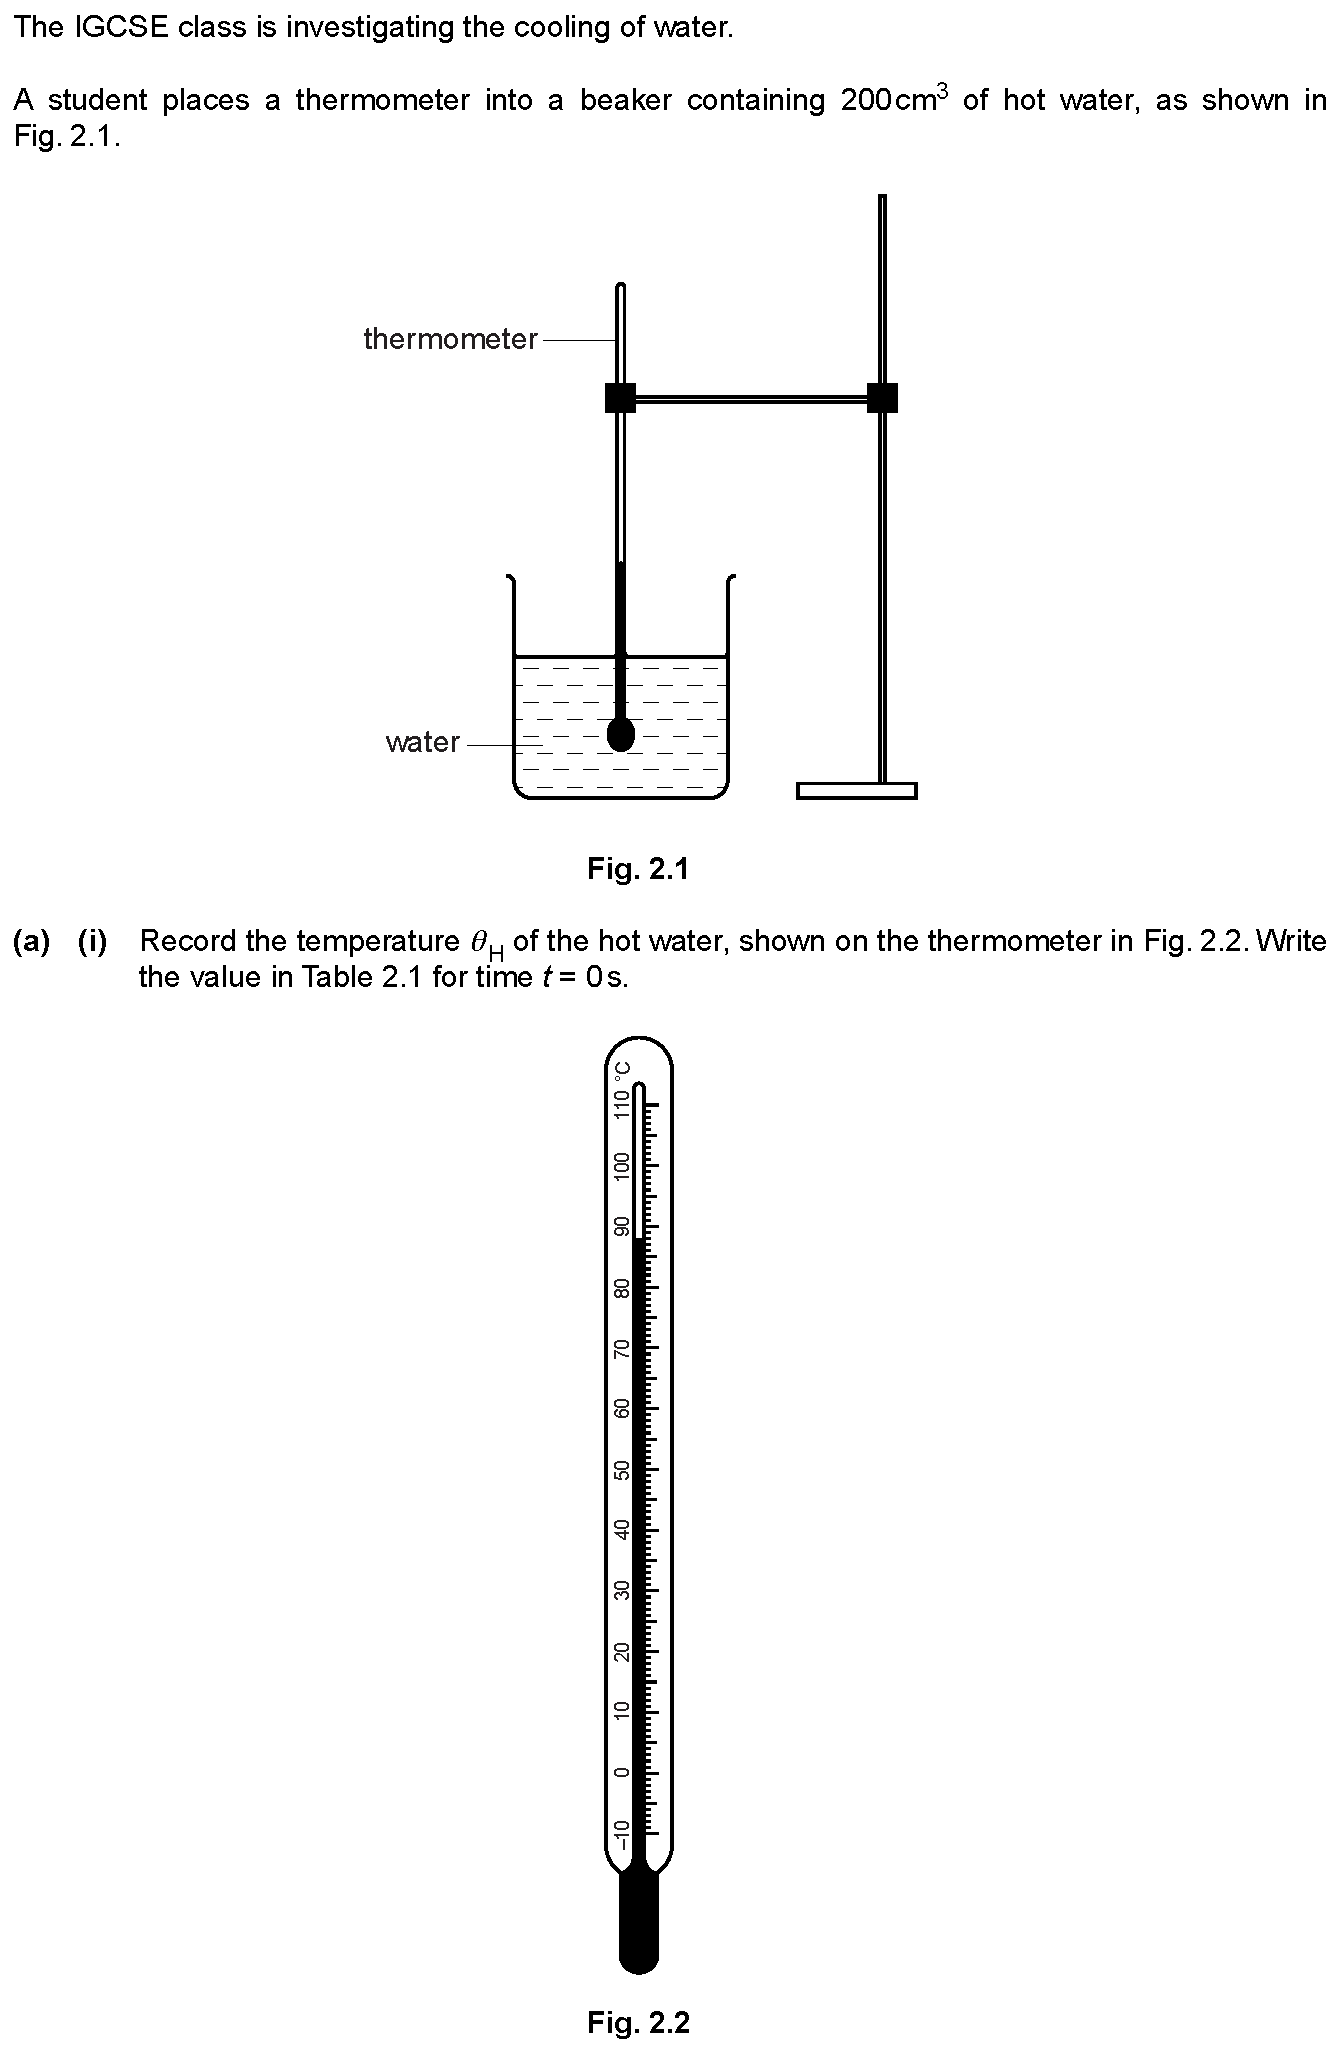 The IGCSE class is investigating the cooling of water.
A student places a thermometer into a beaker containing 200 cm³ of hot water, as shown in
Fig. 2.1.
thermometer
water
Fig. 2.1
(a) (i) Record the temperature θH of the hot water, shown on the thermometer in Fig. 2.2. Write
the value in Table 2.1 for time t = 0 s.
110 °C
100
90
80
70
60
50
40
30
20
10
0
–10
Fig. 2.2